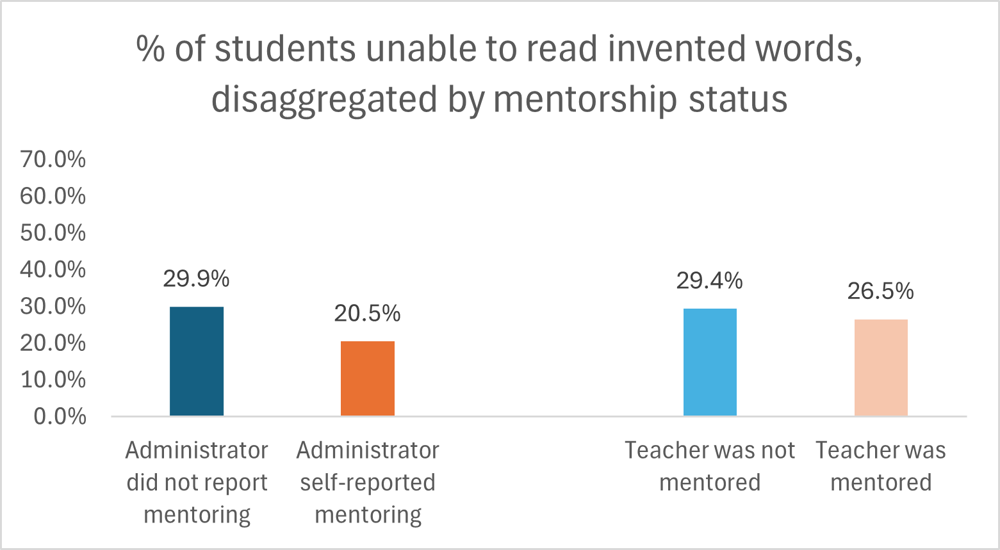 % of students unable to read invented words,
disaggregated by mentorship status
70.0%
60.0%
50.0%
40.0%
30.0%
20.0%
10.0%
0.0%
29.9%
20.5%
29.4%
26.5%
Administrator
did not report
mentoring
Administrator
self-reported
mentoring
Teacher was not
mentored
Teacher was
mentored